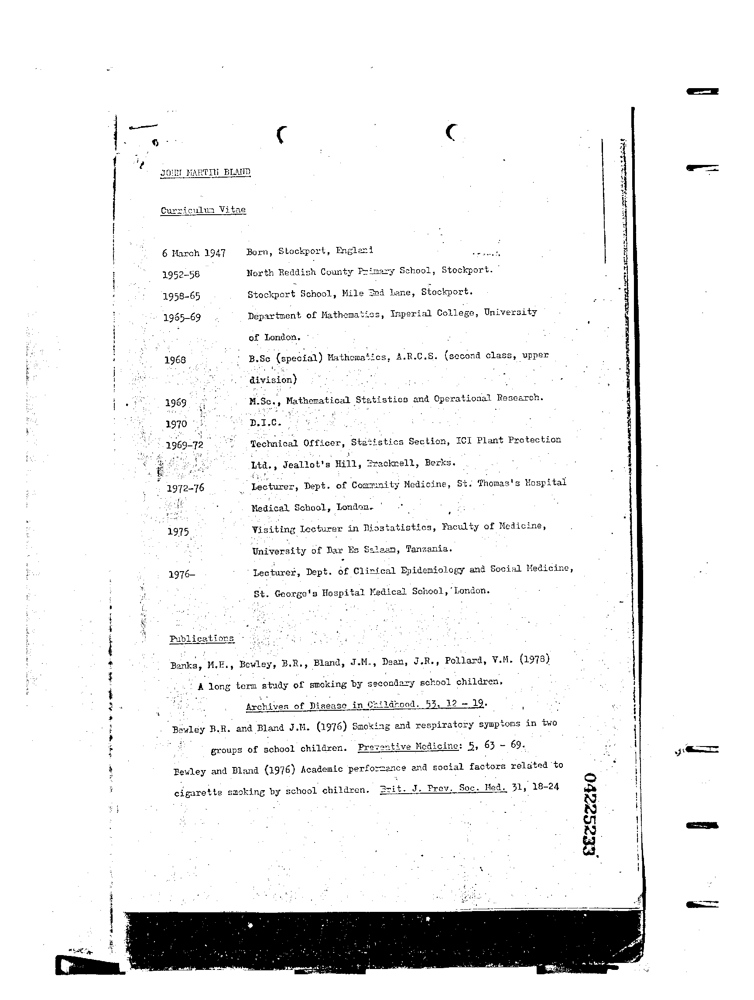 JOHN MARTIN BLAND
Curriculum Vitae
6 March 1947 Born, Stockport, England
1952-58 North Reddish County Primary School, Stockport.
1958-65 Stockport School, Mile End Lane, Stockport.
1965-69 Department of Mathematics, Imperial College, University
of London.
1968 B.Sc (special) Mathematics, A.R.C.S. (second class, upper
division)
1969 M.Sc., Mathematical Statistics and Operational Research.
1970 D.I.C.
1969-72 Technical Officer, Statistics Section, ICI Plant Protection
Ltd., Jeallot's Hill, Bracknell, Berks.
1972-76 Lecturer, Dept. of Community Medicine, St. Thomas's Hospital
Medical School, London.
1975 Visiting Lecturer in Biostatistics, Faculty of Medicine,
University of Dar Es Salaam, Tanzania.
1976- Lecturer, Dept. of Clinical Epidemiology and Social Medicine,
St. George's Hospital Medical School, London.
Publications
Banks, M.H., Bewley, B.R., Bland, J.M., Dean, J.R., Pollard, V.M. (1978)
A long term study of smoking by secondary school children.
Archives of Disease in Childhood. 53, 12 - 19.
Bewley B.R. and Bland J.M. (1976) Smoking and respiratory symptoms in two
groups of school children. Preventive Medicine: 5, 63 - 69.
Bewley and Bland (1976) Academic performance and social factors related to
cigarette smoking by school children. Brit. J. Prev. Soc. Med. 31, 18-24
04225233